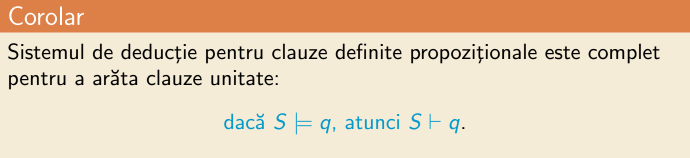 Corolar
Sistemul de deducție pentru clauze definite propoziționale este complet
pentru a arăta clauze unitate:
dacă S ⊨ q, atunci S ⊢ q.